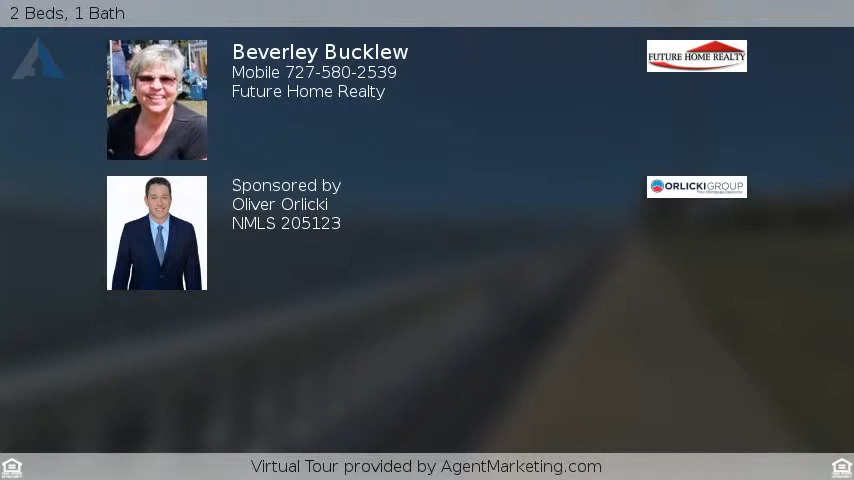 2 Beds, 1 Bath
Beverley Bucklew
Mobile 727-580-2539
Future Home Realty
FUTURE HOME REALTY
Sponsored by
Oliver Orlicki
NMLS 205123
ORLICKIGROUP
Virtual Tour provided by AgentMarketing.com